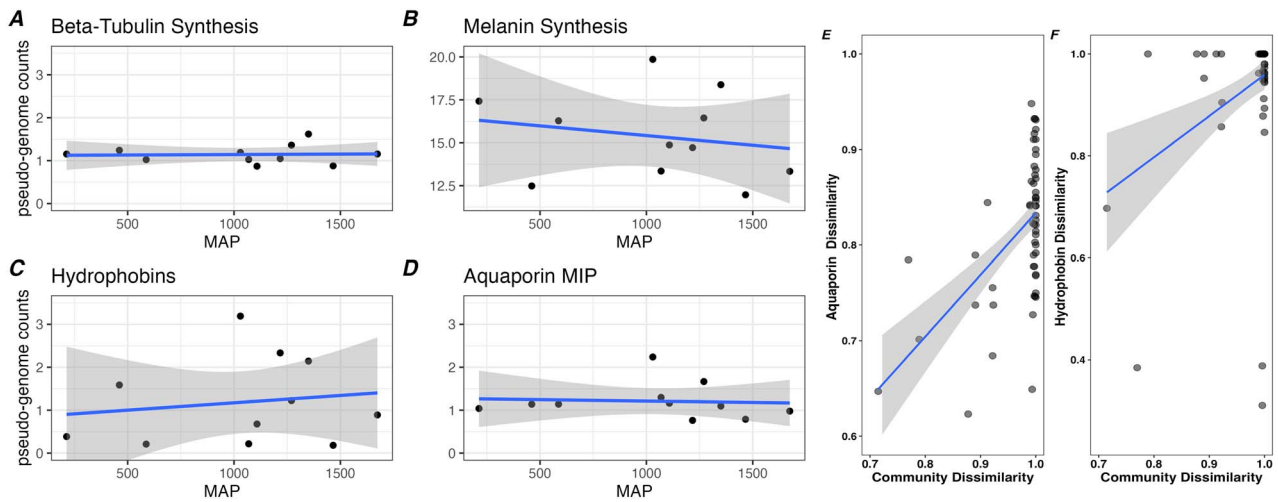 A Beta-Tubulin Synthesis
pseudo-genome counts
3
2
1
0
500 1000 1500
MAP
B Melanin Synthesis
20.0
17.5
15.0
12.5
500 1000 1500
MAP
C Hydrophobins
pseudo-genome counts
3
2
1
0
500 1000 1500
MAP
D Aquaporin MIP
3
2
1
0
500 1000 1500
MAP
E
Aquaporin Dissimilarity
1.0
0.9
0.8
0.7
0.6
0.7 0.8 0.9 1.0
Community Dissimilarity
F
Hydrophobin Dissimilarity
1.0
0.8
0.6
0.4
0.7 0.8 0.9 1.0
Community Dissimilarity